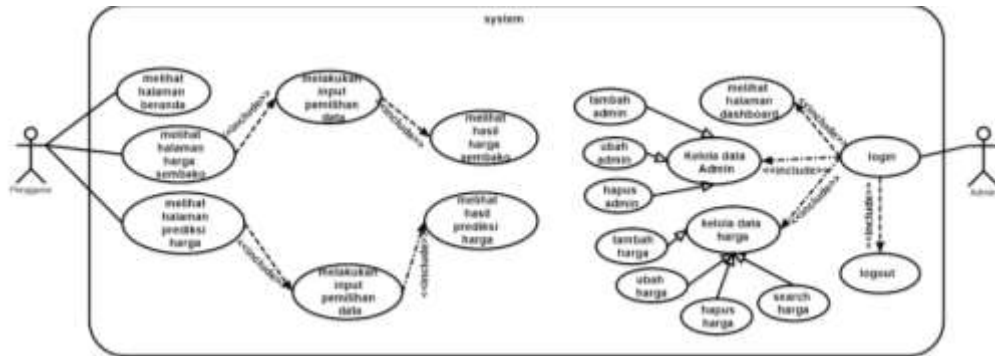 system
melihat
halaman
beranda
melihat
halaman
harga
sembako
melihat
halaman
prediksi
harga
<<include>>
<<include>>
melakukan
input
pemilihan
data
melakukan
input
pemilihan
data
<<include>>
<<include>>
melihat
hasil
harga
sembako
melihat
hasil
prediksi
harga
Pengguna
tambah
admin
ubah
admin
hapus
admin
Kelola data
Admin
melihat
halaman
dashboard
<<include>>
<<include>>
<<include>>
login
Admin
kelola data
harga
tambah
harga
ubah
harga
hapus
harga
search
harga
<<include>>
logout